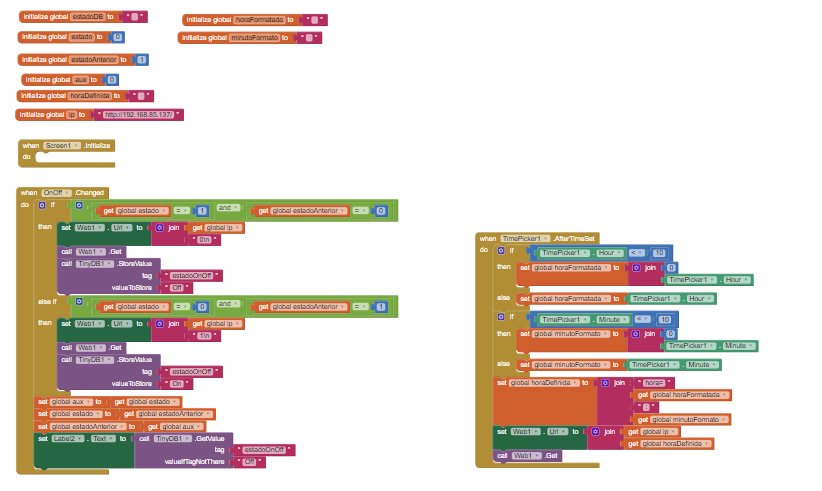 initialize global estadoDB to " "
initialize global estado to 0
initialize global estadoAnterior to 1
initialize global aux to 0
initialize global horaDefinida to " "
initialize global ip to " http://192.168.85.137/ "
initialize global horaFormatada to " "
initialize global minutoFormato to " "
when Screen1 .Initialize
do
when OnOff .Changed
do if get global estado = 1 and get global estadoAnterior = 0
then set Web1 . Url to join get global ip
" 0\n "
call Web1 .Get
call TinyDB1 .StoreValue
tag " estadoOnOff "
valueToStore " Off "
else if get global estado = 0 and get global estadoAnterior = 1
then set Web1 . Url to join get global ip
" 1\n "
call Web1 .Get
call TinyDB1 .StoreValue
tag " estadoOnOff "
valueToStore " On "
set global aux to get global estado
set global estado to get global estadoAnterior
set global estadoAnterior to get global aux
set Label2 . Text to call TinyDB1 .GetValue
tag " estadoOnOff "
valueIfTagNotThere " Off "
when TimePicker1 .AfterTimeSet
do if TimePicker1 . Hour < 10
then set global horaFormatada to join 0
TimePicker1 . Hour
else set global horaFormatada to TimePicker1 . Hour
if TimePicker1 . Minute < 10
then set global minutoFormato to join 0
TimePicker1 . Minute
else set global minutoFormato to TimePicker1 . Minute
set global horaDefinida to join " hora= "
get global horaFormatada
" : "
get global minutoFormato
set Web1 . Url to join get global ip
get global horaDefinida
call Web1 .Get